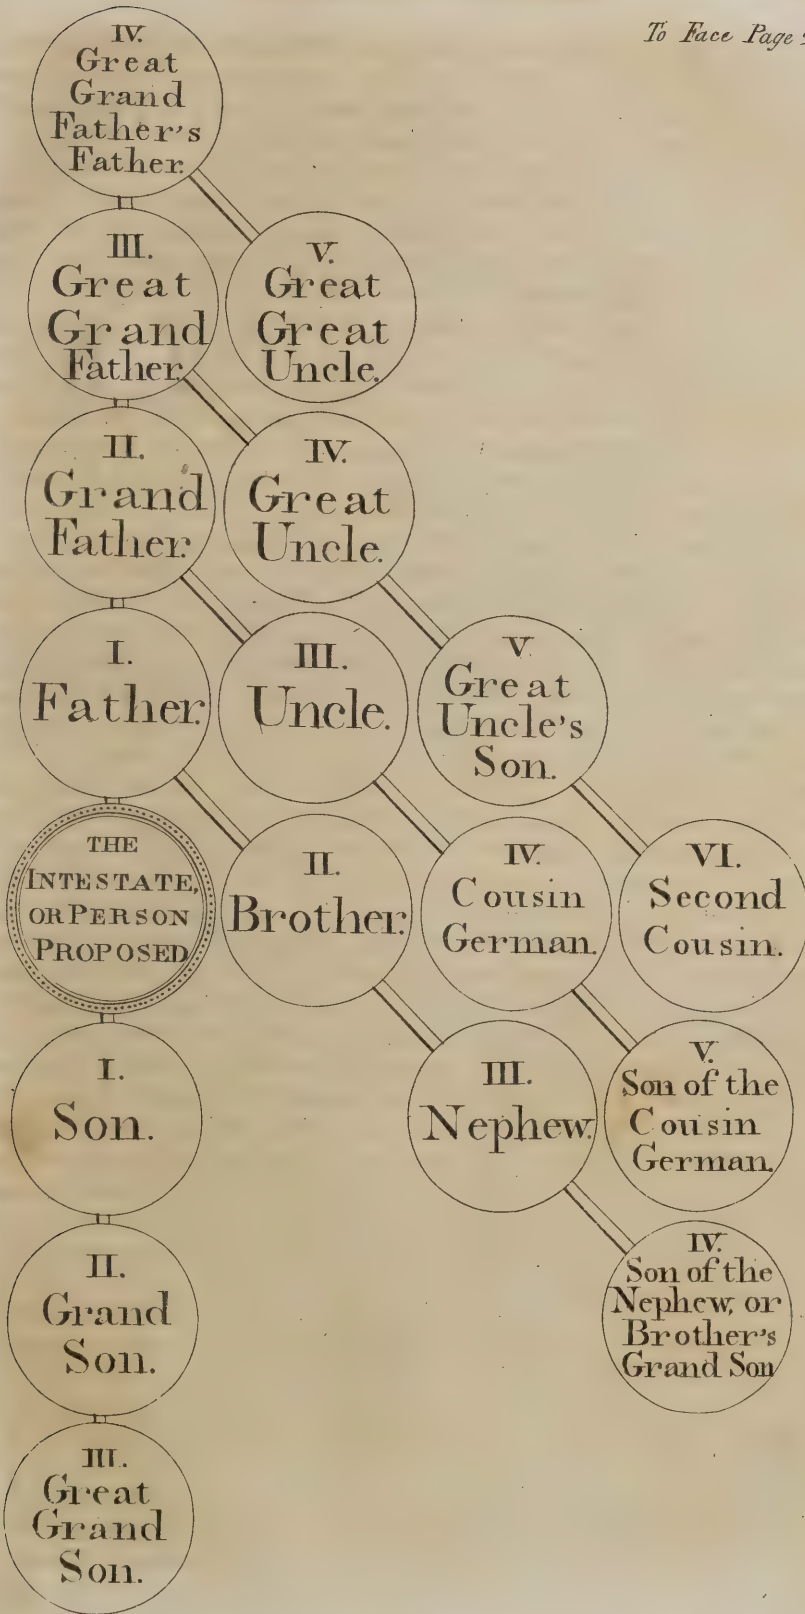 To Face Page
IV.
Great
Grand
Father's
Father.
III.
Great
Grand
Father.
V.
Great
Great
Uncle.
II.
Grand
Father.
IV.
Great
Uncle.
I.
Father.
III.
Uncle.
V
Great
Uncle's
Son.
THE
INTESTATE,
OR PERSON
PROPOSED
II.
Brother.
IV.
Cousin
German.
VI.
Second
Cousin.
I.
Son.
III.
Nephew.
V.
Son of the
Cousin
German.
II.
Grand
Son.
IV.
Son of the
Nephew, or
Brother's
Grand Son
III.
Great
Grand
Son.